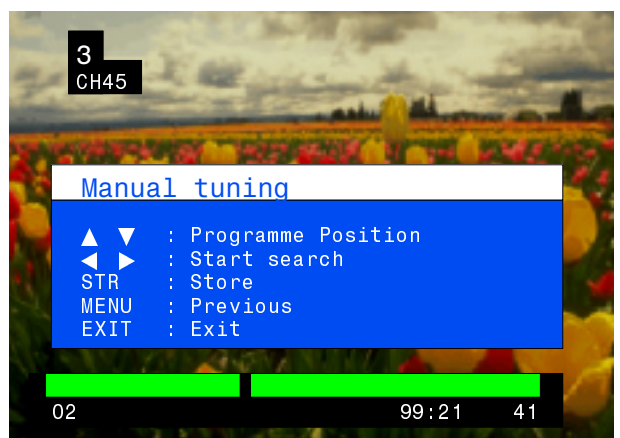 3
CH45
Manual tuning
▲ ▼ : Programme Position
◀ ▶ : Start search
STR : Store
MENU : Previous
EXIT : Exit
02 99:21 41